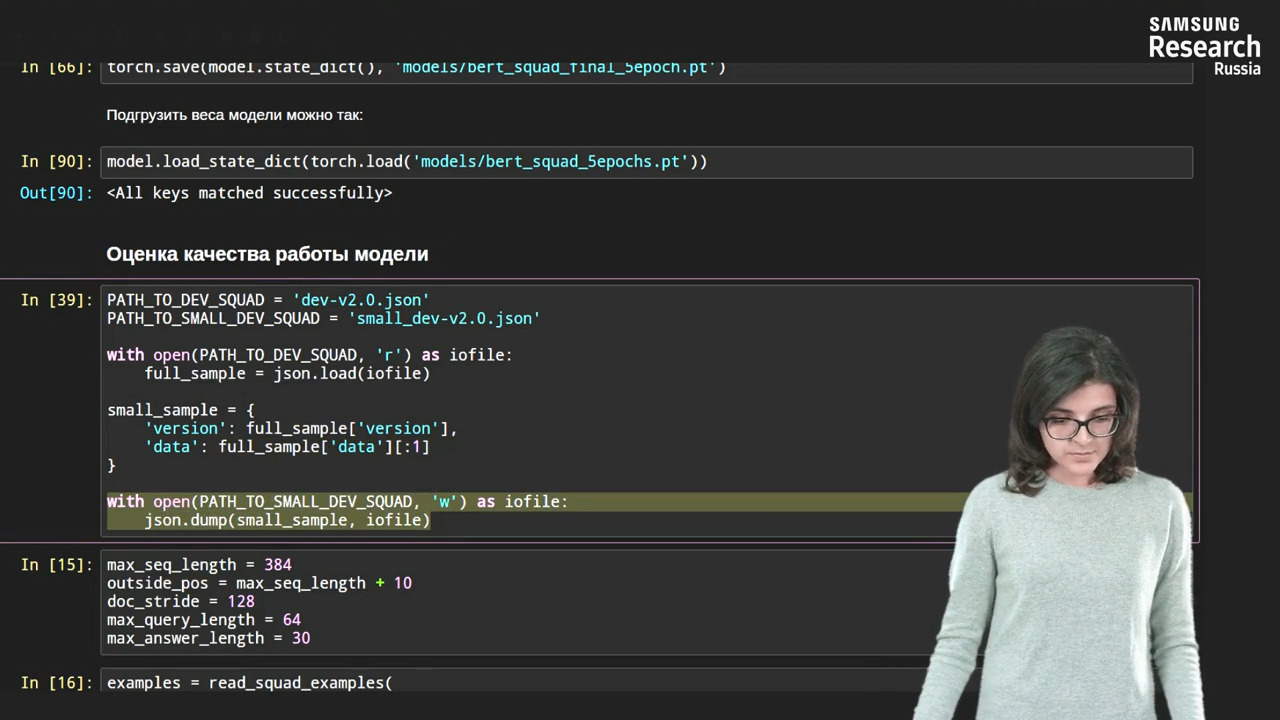 SAMSUNG
Research
Russia
In [66]: torch.save(model.state_dict(), 'models/bert_squad_final_5epoch.pt')
Подгрузить веса модели можно так:
In [90]: model.load_state_dict(torch.load('models/bert_squad_5epochs.pt'))
Out[90]: <All keys matched successfully>
Оценка качества работы модели
In [39]: PATH_TO_DEV_SQUAD = 'dev-v2.0.json'
PATH_TO_SMALL_DEV_SQUAD = 'small_dev-v2.0.json'
with open(PATH_TO_DEV_SQUAD, 'r') as iofile:
full_sample = json.load(iofile)
small_sample = {
'version': full_sample['version'],
'data': full_sample['data'][:1]
}
with open(PATH_TO_SMALL_DEV_SQUAD, 'w') as iofile:
json.dump(small_sample, iofile)
In [15]: max_seq_length = 384
outside_pos = max_seq_length + 10
doc_stride = 128
max_query_length = 64
max_answer_length = 30
In [16]: examples = read_squad_examples(